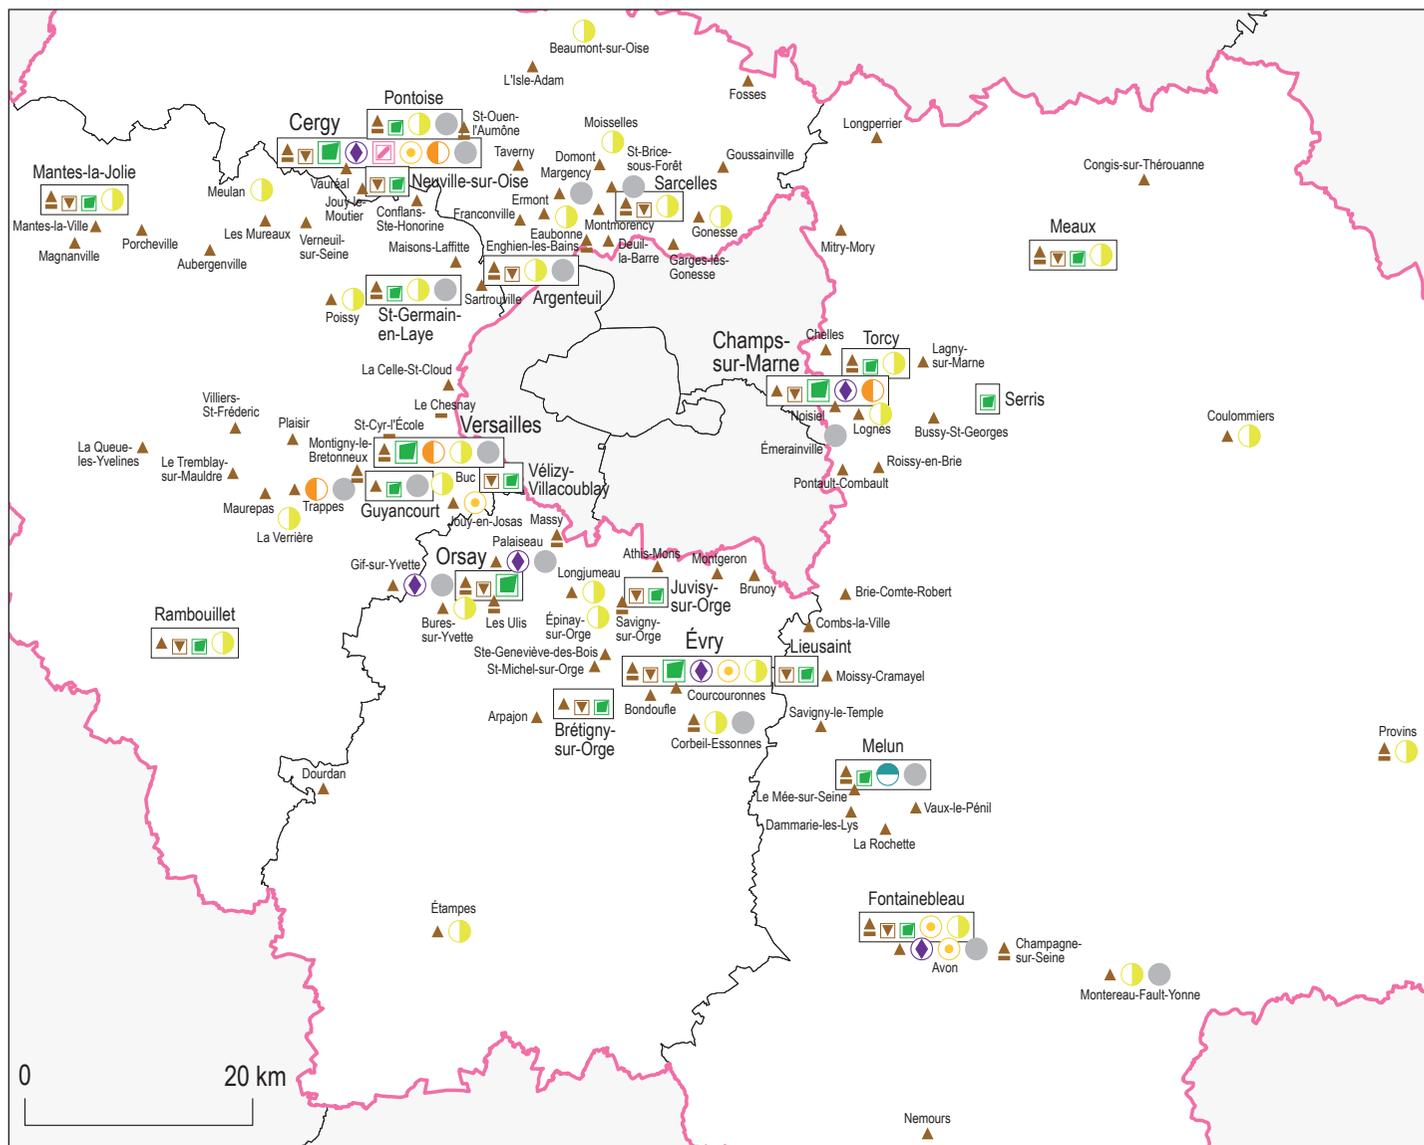 Beaumont-sur-Oise
L'Isle-Adam
Fosses
Pontoise
St-Ouen-
l'Aumône
Cergy
Moisselles
Longperrier
Taverny
Domont
St-Brice-
sous-Forêt
Goussainville
Margency
Congis-sur-Thérouanne
Mantes-la-Jolie
Meulan
Vauréal
Neuville-sur-Oise
Jouy-le-
Moutier
Ermont
Sarcelles
Conflans-
Ste-Honorine
Franconville
Montmorency
Gonesse
Mantes-la-Ville
Porcheville
Les Mureaux
Verneuil-
sur-Seine
Eaubonne
Meaux
Magnanville
Aubergenville
Maisons-Laffitte
Enghien-les-Bains
Deuil-
la-Barre
Garges-lès-
Gonesse
Mitry-Mory
Sartrouville
Argenteuil
Poissy
St-Germain-
en-Laye
Champs-
sur-Marne
Chelles
Torcy
Lagny-
sur-Marne
La Celle-St-Cloud
Serris
Villiers-
St-Fréderic
Le Chesnay
Noisiel
Lognes
Bussy-St-Georges
Coulommiers
Plaisir
St-Cyr-l'École
Versailles
La Queue-
les-Yvelines
Montigny-le-
Bretonneux
Émerainville
Le Tremblay-
sur-Mauldre
Roissy-en-Brie
Pontault-Combault
Buc
Vélizy-
Villacoublay
Maurepas
Trappes
Guyancourt
Jouy-en-Josas
La Verrière
Massy
Palaiseau
Orsay
Gif-sur-Yvette
Athis-Mons
Montgeron
Longjumeau
Brunoy
Juvisy-
sur-Orge
Brie-Comte-Robert
Rambouillet
Bures-
sur-Yvette
Les Ulis
Épinay-
sur-Orge
Savigny-
sur-Orge
Combs-la-Ville
Évry
Lieusaint
Ste-Geneviève-des-Bois
St-Michel-sur-Orge
Moissy-Cramayel
Courcouronnes
Bondoufle
Arpajon
Brétigny-
sur-Orge
Savigny-le-Temple
Corbeil-Essonnes
Provins
Melun
Dourdan
Le Mée-sur-Seine
Vaux-le-Pénil
Dammarie-les-Lys
La Rochette
Étampes
Fontainebleau
Champagne-
sur-Seine
Avon
Montereau-Fault-Yonne
0
20 km
Nemours